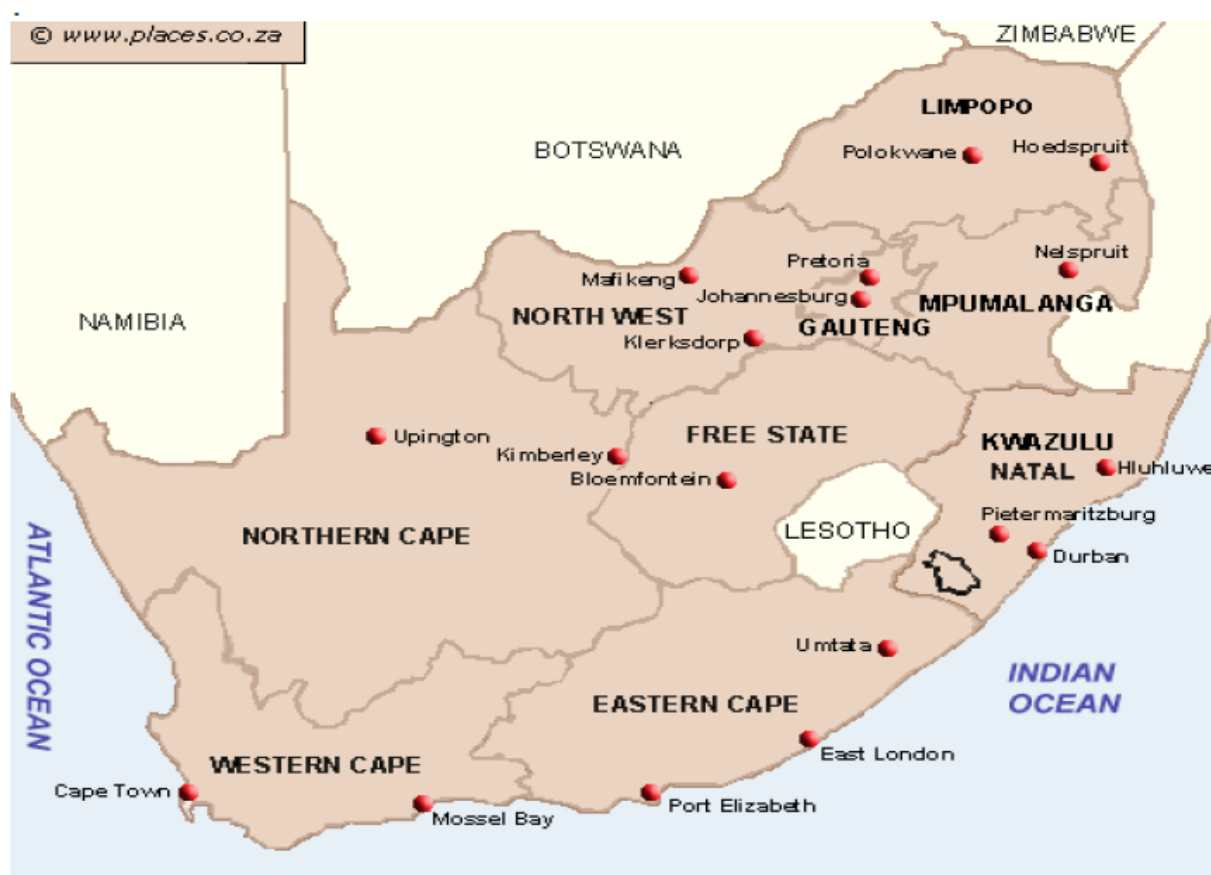 © www.places.co.za
ZIMBABWE
LIMPOPO
BOTSWANA
Polokwane
Hoedspruit
Pretoria
Nelspruit
Mafikeng
Johannesburg
MPUMALANGA
NORTH WEST
GAUTENG
NAMIBIA
Klerksdorp
Upington
FREE STATE
KWAZULU
NATAL
Kimberley
Hluhluwe
Bloemfontein
Pietermaritzburg
NORTHERN CAPE
LESOTHO
Durban
ATLANTIC OCEAN
Umtata
INDIAN
OCEAN
EASTERN CAPE
East London
WESTERN CAPE
Cape Town
Port Elizabeth
Mossel Bay